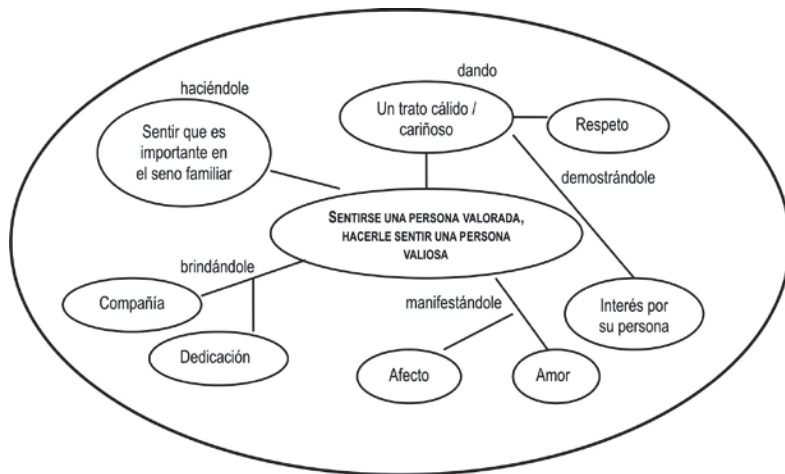 dando
haciéndole
Un trato cálido /
cariñoso
Respeto
Sentir que es
importante en
el seno familiar
demostrándole
SENTIRSE UNA PERSONA VALORADA,
HACERLE SENTIR UNA PERSONA
VALIOSA
brindándole
Compañía
manifestándole
Interés por
su persona
Dedicación
Afecto
Amor